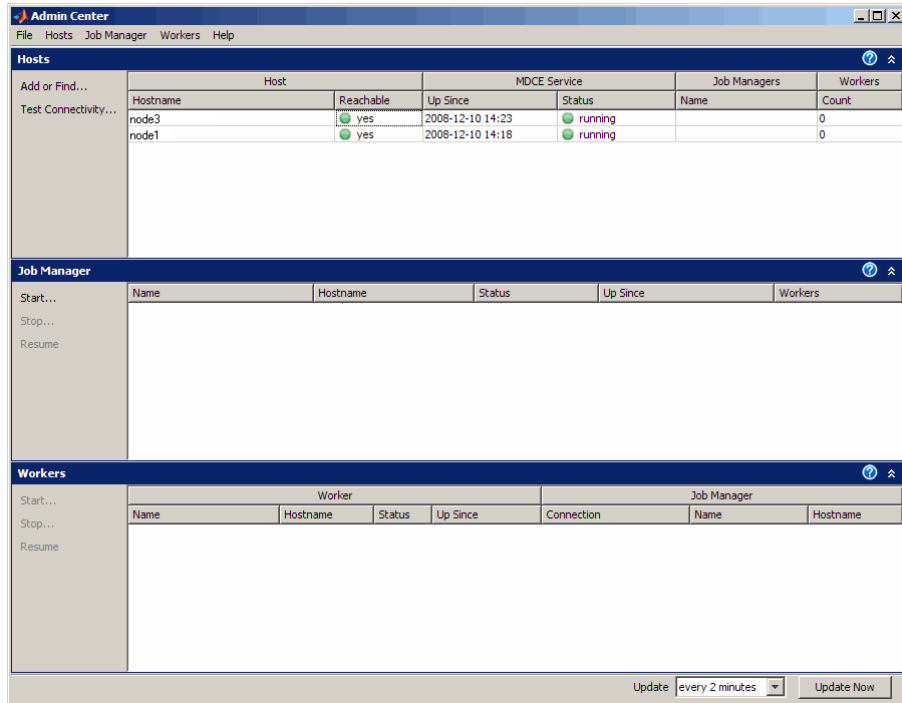 Admin Center
File Hosts Job Manager Workers Help
Hosts
Add or Find...
Test Connectivity...
Host MDCE Service Job Managers Workers
Hostname Reachable Up Since Status Name Count
node3 yes 2008-12-10 14:23 running 0
node1 yes 2008-12-10 14:18 running 0
Job Manager
Start...
Stop...
Resume
Name Hostname Status Up Since Workers
Workers
Start...
Stop...
Resume
Worker Job Manager
Name Hostname Status Up Since Connection Name Hostname
Update every 2 minutes Update Now